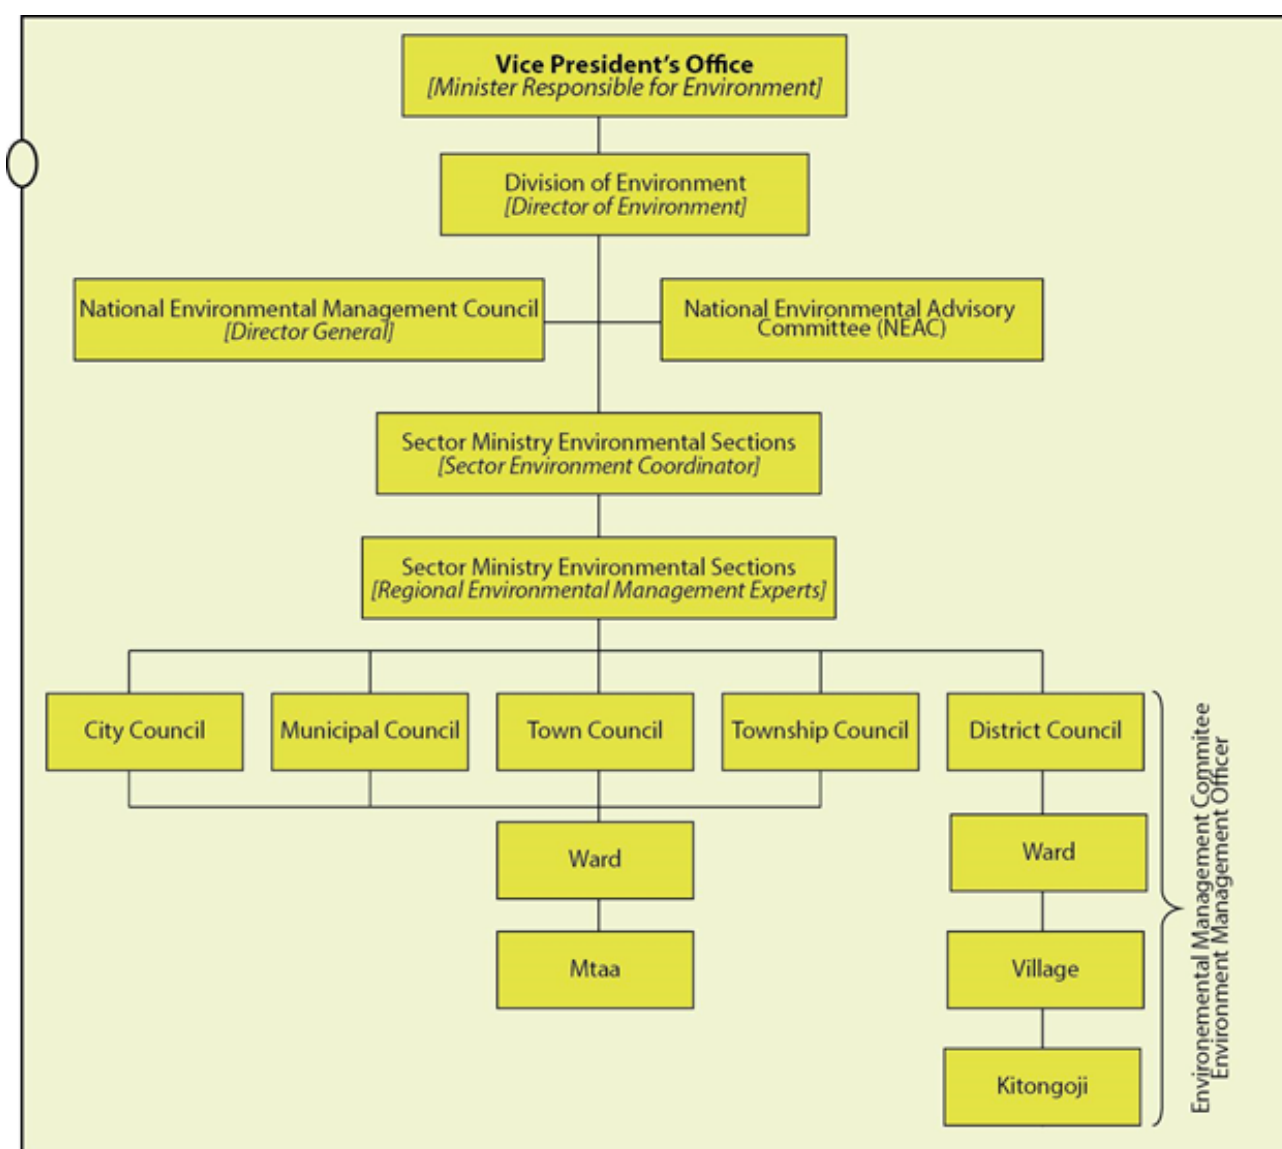 Vice President's Office
[Minister Responsible for Environment]
Division of Environment
[Director of Environment]
National Environmental Management Council
[Director General]
National Environmental Advisory
Committee (NEAC)
Sector Ministry Environmental Sections
[Sector Environment Coordinator]
Sector Ministry Environmental Sections
[Regional Environmental Management Experts]
City Council
Municipal Council
Town Council
Township Council
District Council
Ward
Mtaa
Ward
Village
Kitongoji
Environemental Management Commitee
Environment Management Officer